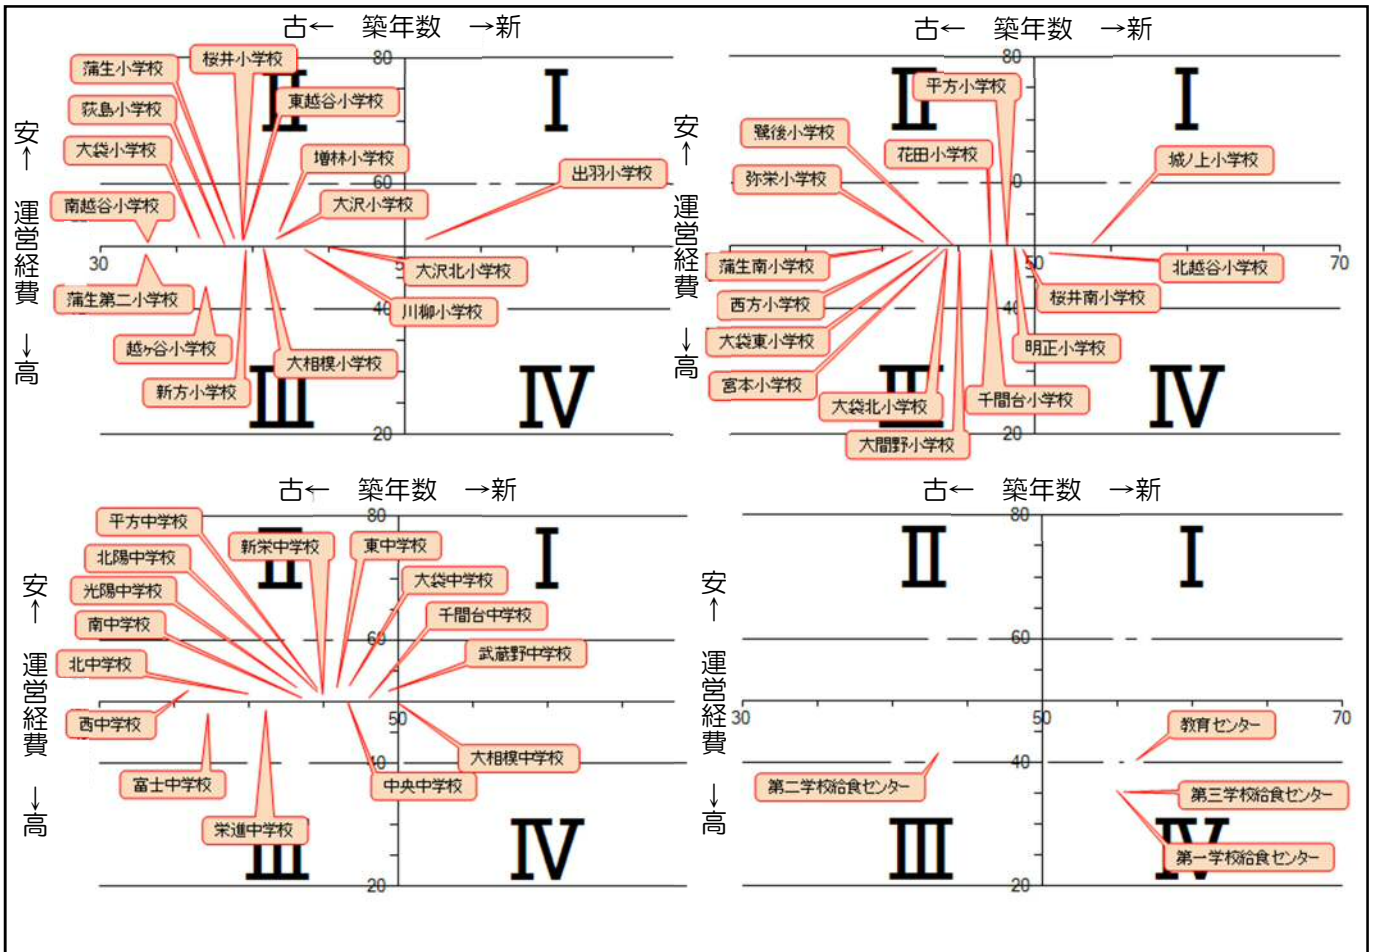 古← 築年数 →新
安← 運営経費 →高
80
60
40
20
30
Ⅱ
Ⅰ
Ⅲ
Ⅳ
蒲生小学校
桜井小学校
荻島小学校
東越谷小学校
大袋小学校
増林小学校
出羽小学校
南越谷小学校
大沢小学校
大沢北小学校
蒲生第二小学校
川柳小学校
越ヶ谷小学校
大相模小学校
新方小学校
古← 築年数 →新
安← 運営経費 →高
80
40
20
50
70
Ⅱ
Ⅰ
Ⅲ
Ⅳ
平方小学校
鷺後小学校
花田小学校
城ノ上小学校
弥栄小学校
蒲生南小学校
北越谷小学校
西方小学校
桜井南小学校
大袋東小学校
明正小学校
宮本小学校
大袋北小学校
千間台小学校
大間野小学校
古← 築年数 →新
安← 運営経費 →高
80
60
50
40
20
Ⅱ
Ⅰ
Ⅲ
Ⅳ
平方中学校
新栄中学校
東中学校
北陽中学校
大袋中学校
光陽中学校
千間台中学校
南中学校
武蔵野中学校
北中学校
西中学校
大相模中学校
富士中学校
中央中学校
栄進中学校
古← 築年数 →新
安← 運営経費 →高
80
60
40
20
30
50
70
Ⅱ
Ⅰ
Ⅲ
Ⅳ
教育センター
第二学校給食センター
第三学校給食センター
第一学校給食センター